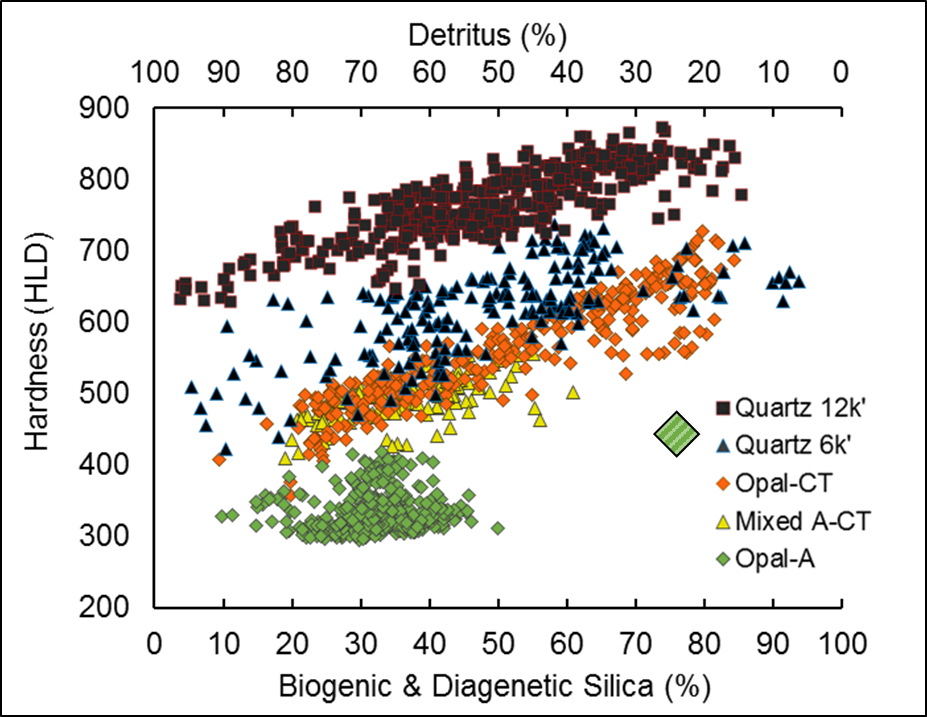 Detritus (%)
100 90 80 70 60 50 40 30 20 10 0
900
800
700
600
500
400
300
200
Hardness (HLD)
Quartz 12k'
Quartz 6k'
Opal-CT
Mixed A-CT
Opal-A
0 10 20 30 40 50 60 70 80 90 100
Biogenic & Diagenetic Silica (%)